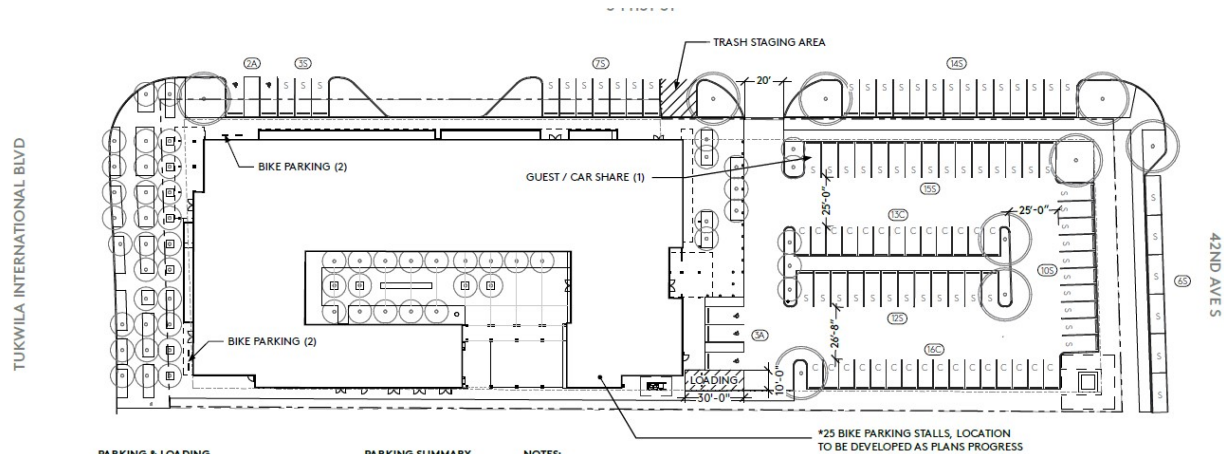 TRASH STAGING AREA
2A
3S
7S
20'
14S
BIKE PARKING (2)
GUEST / CAR SHARE (1)
15S
25'-0"
13C
25'-0"
10S
6S
12S
26'-8"
3A
16C
BIKE PARKING (2)
LOADING
10'-0"
30'-0"
*25 BIKE PARKING STALLS, LOCATION
TO BE DEVELOPED AS PLANS PROGRESS
TUKWILA INTERNATIONAL BLVD
42ND AVE S
PARKING & LOADING
PARKING SUMMARY
NOTES: